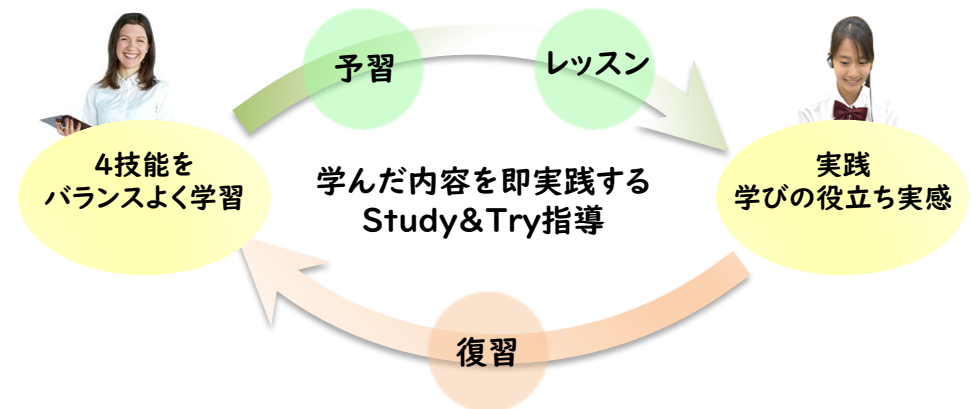 予習
レッスン
4技能を
バランスよく学習
学んだ内容を即実践する
Study&Try指導
実践
学びの役立ち実感
復習